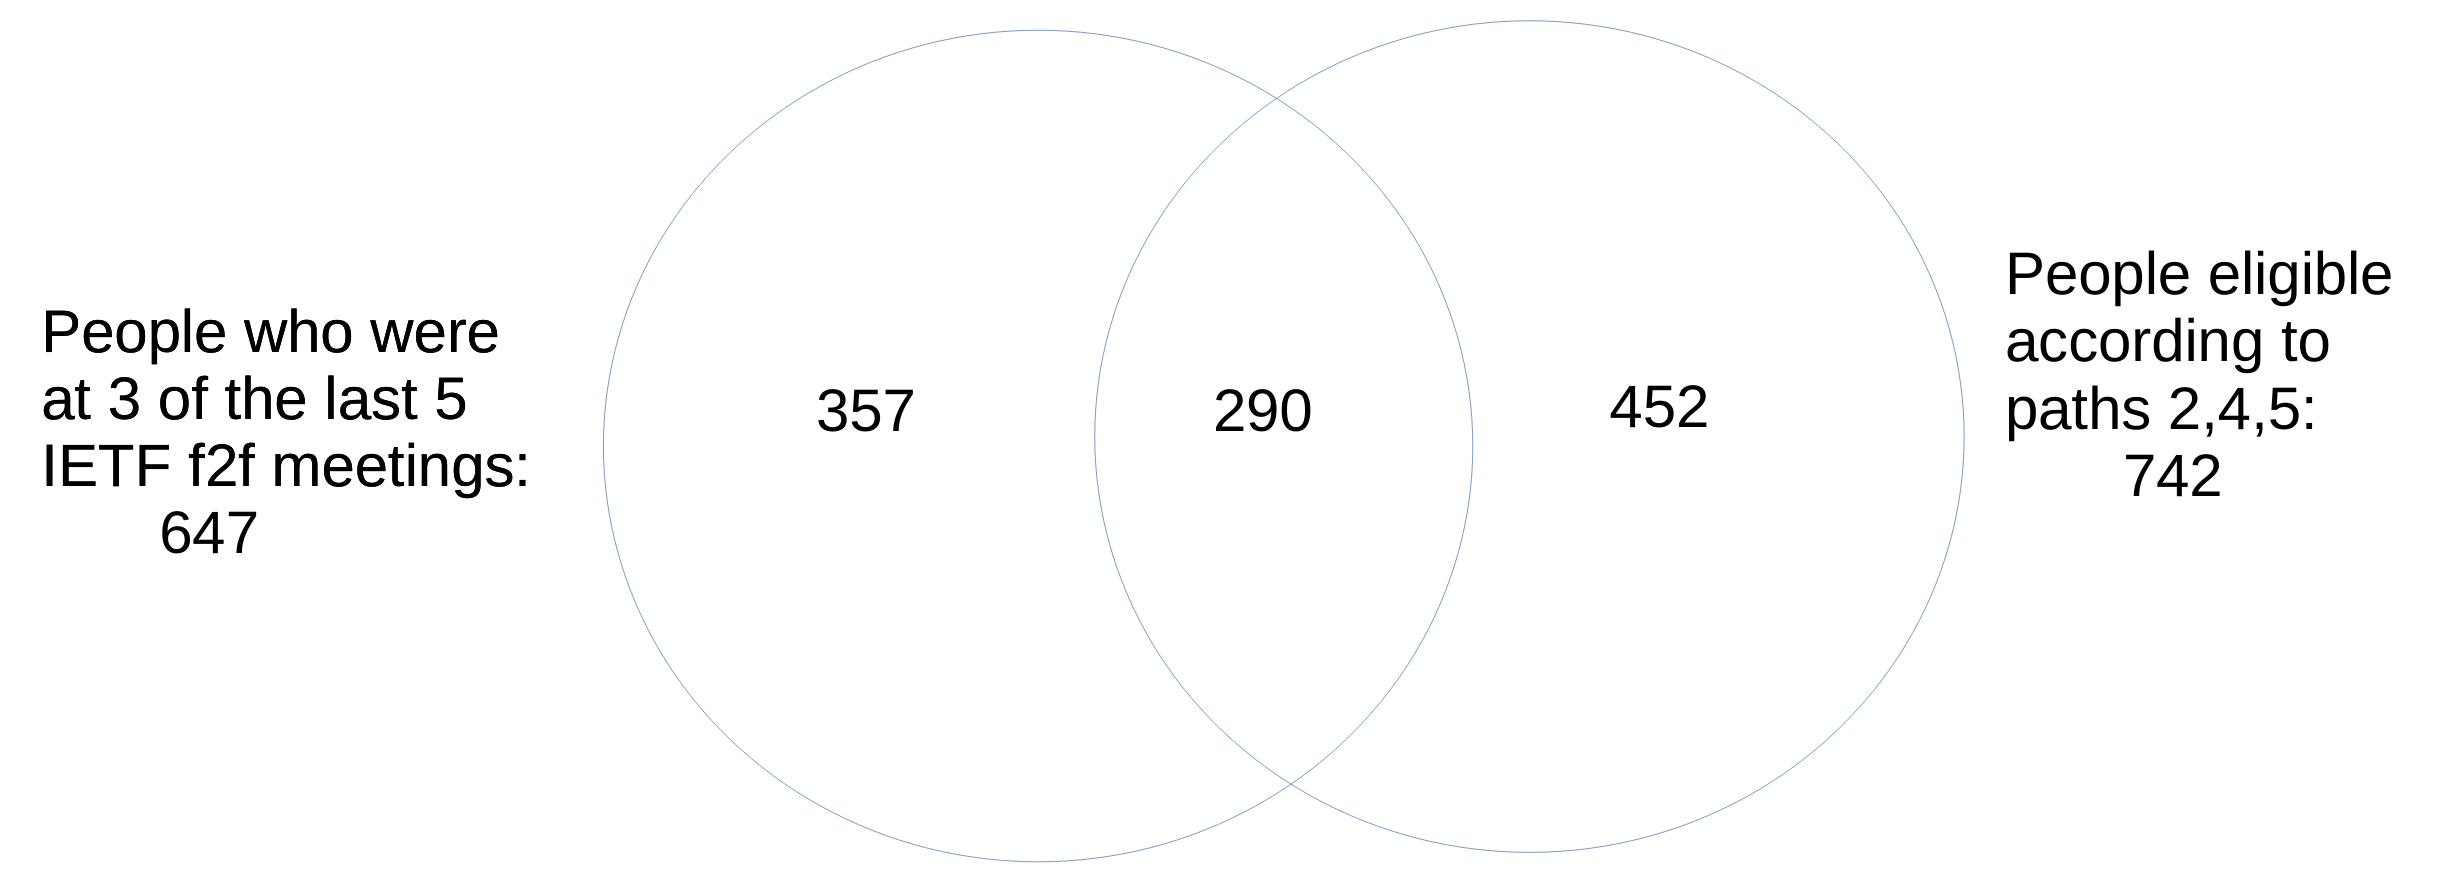 People who were
at 3 of the last 5
IETF f2f meetings:
647
357
290
452
People eligible
according to
paths 2,4,5:
742